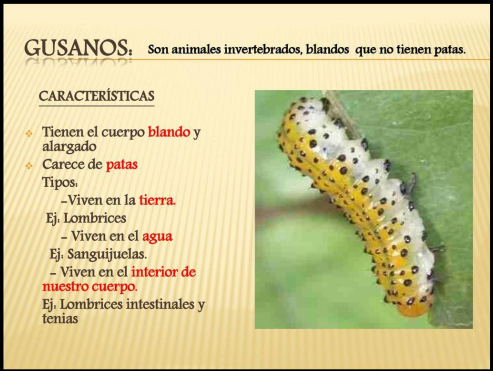 GUSANOS: Son animales invertebrados, blandos que no tienen patas.
CARACTERÍSTICAS
Tienen el cuerpo blando y
alargado
Carece de patas
Tipos:
-Viven en la tierra.
Ej: Lombrices
- Viven en el agua
Ej: Sanguijuelas.
- Viven en el interior de
nuestro cuerpo.
Ej: Lombrices intestinales y
tenias